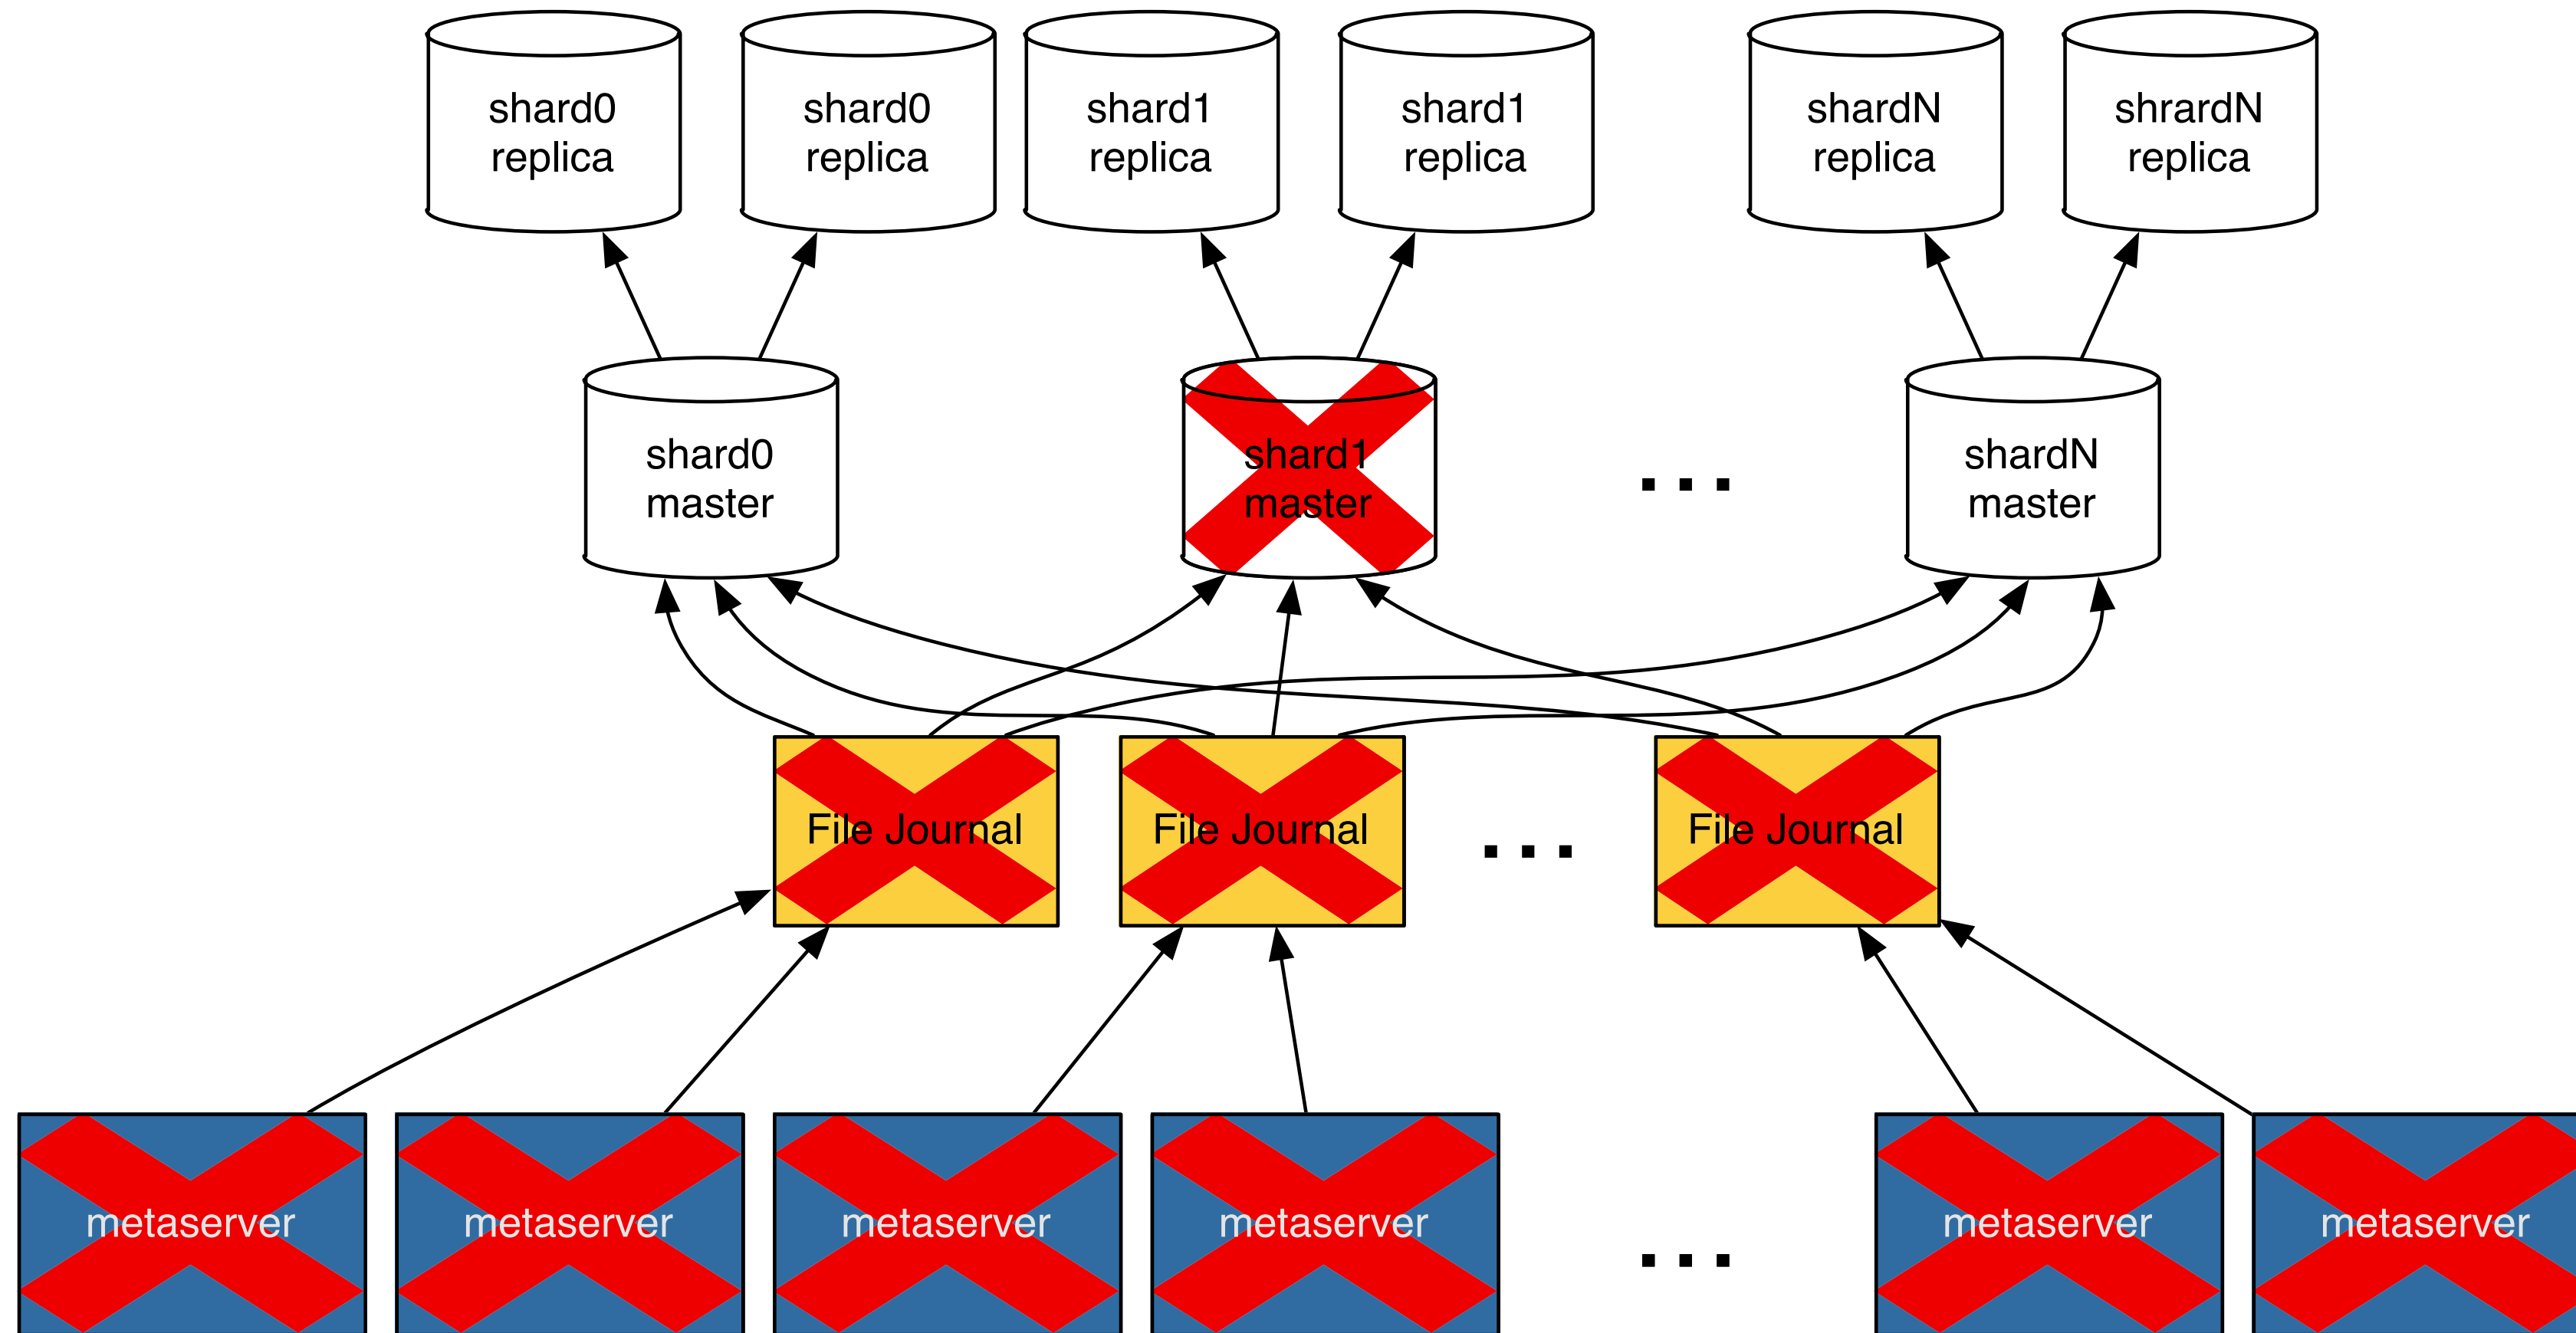 shard0
replica
shard0
replica
shard1
replica
shard1
replica
shardN
replica
shrardN
replica
shard0
master
shard1
master
...
shardN
master
File Journal
File Journal
...
File Journal
metaserver
metaserver
metaserver
metaserver
...
metaserver
metaserver